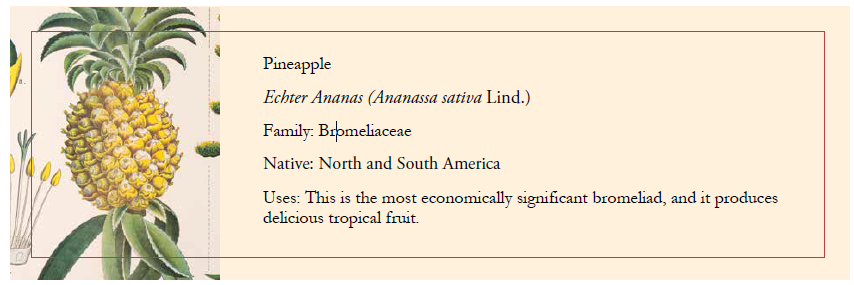 Pineapple
Echter Ananas (Ananassa sativa Lind.)
Family: Bromeliaceae
Native: North and South America
Uses: This is the most economically significant bromeliad, and it produces
delicious tropical fruit.